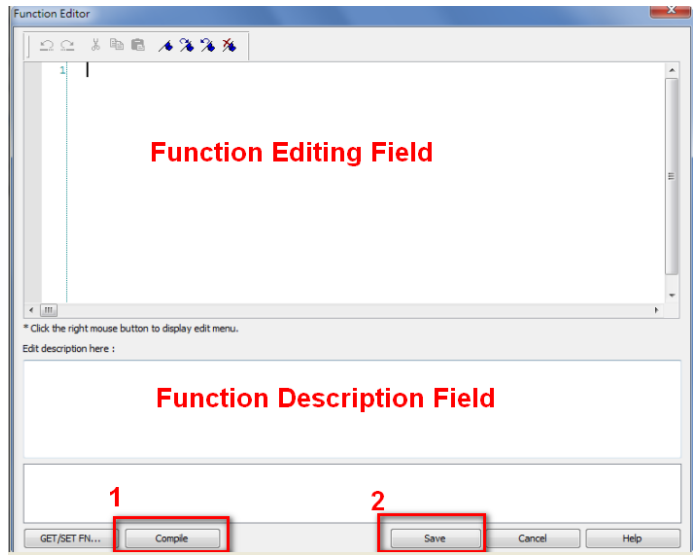 Function Editor
1
Function Editing Field
* Click the right mouse button to display edit menu.
Edit description here :
Function Description Field
1
2
GET/SET FN... Compile Save Cancel Help